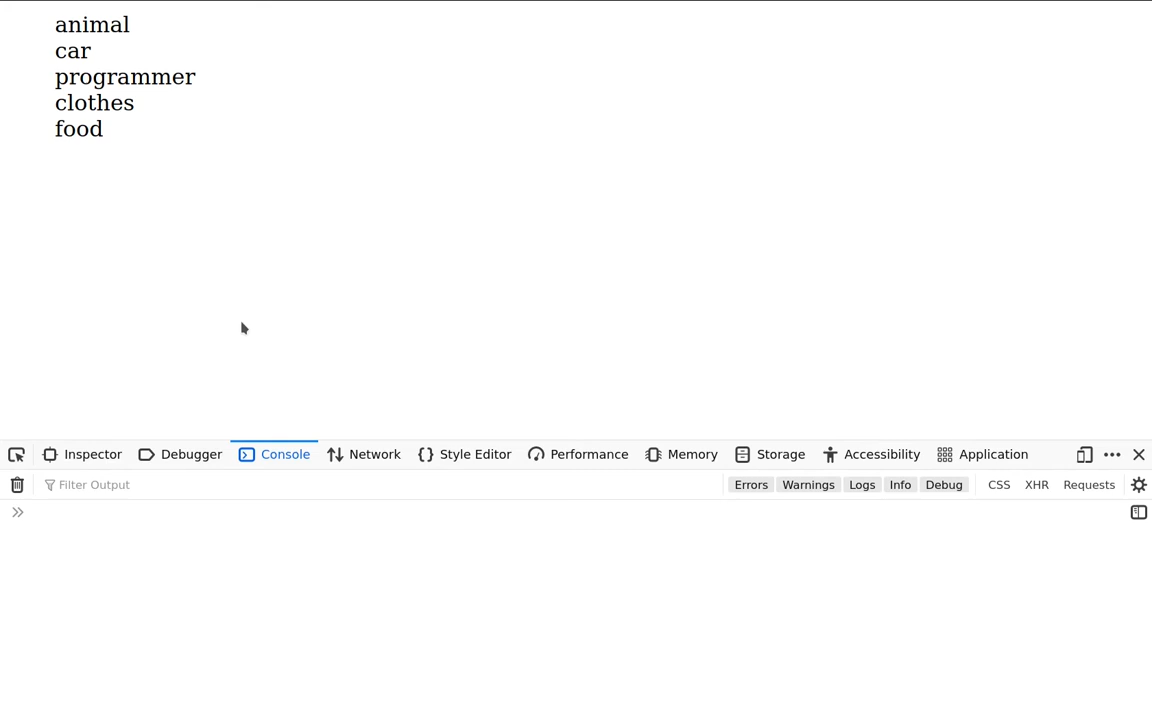 animal
car
programmer
clothes
food
Inspector Debugger Console Network Style Editor Performance Memory Storage Accessibility Application
Filter Output Errors Warnings Logs Info Debug CSS XHR Requests